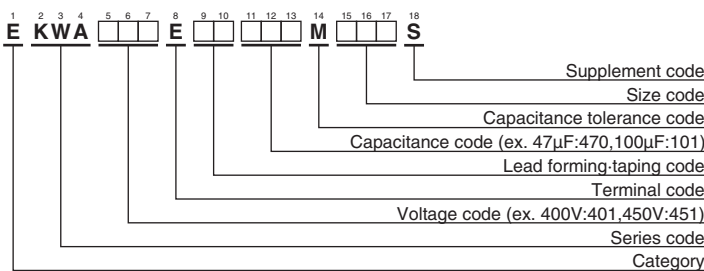 1 2 3 4 5 6 7 8 9 10 11 12 13 14 15 16 17 18
E KWA □□□ E □□ □□□ M □□□ S
Supplement code
Size code
Capacitance tolerance code
Capacitance code (ex. 47μF:470,100μF:101)
Lead forming·taping code
Terminal code
Voltage code (ex. 400V:401,450V:451)
Series code
Category